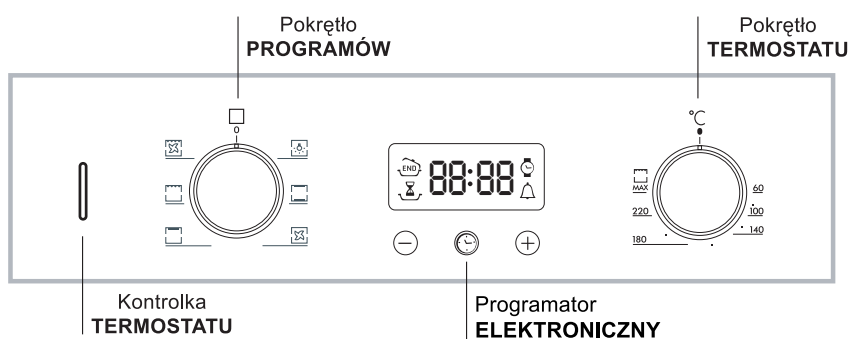 Pokrętło
PROGRAMÓW
Pokrętło
TERMOSTATU
0
°C
END
88:88
MAX
60
220
100
180
140
Kontrolka
TERMOSTATU
Programator
ELEKTRONICZNY